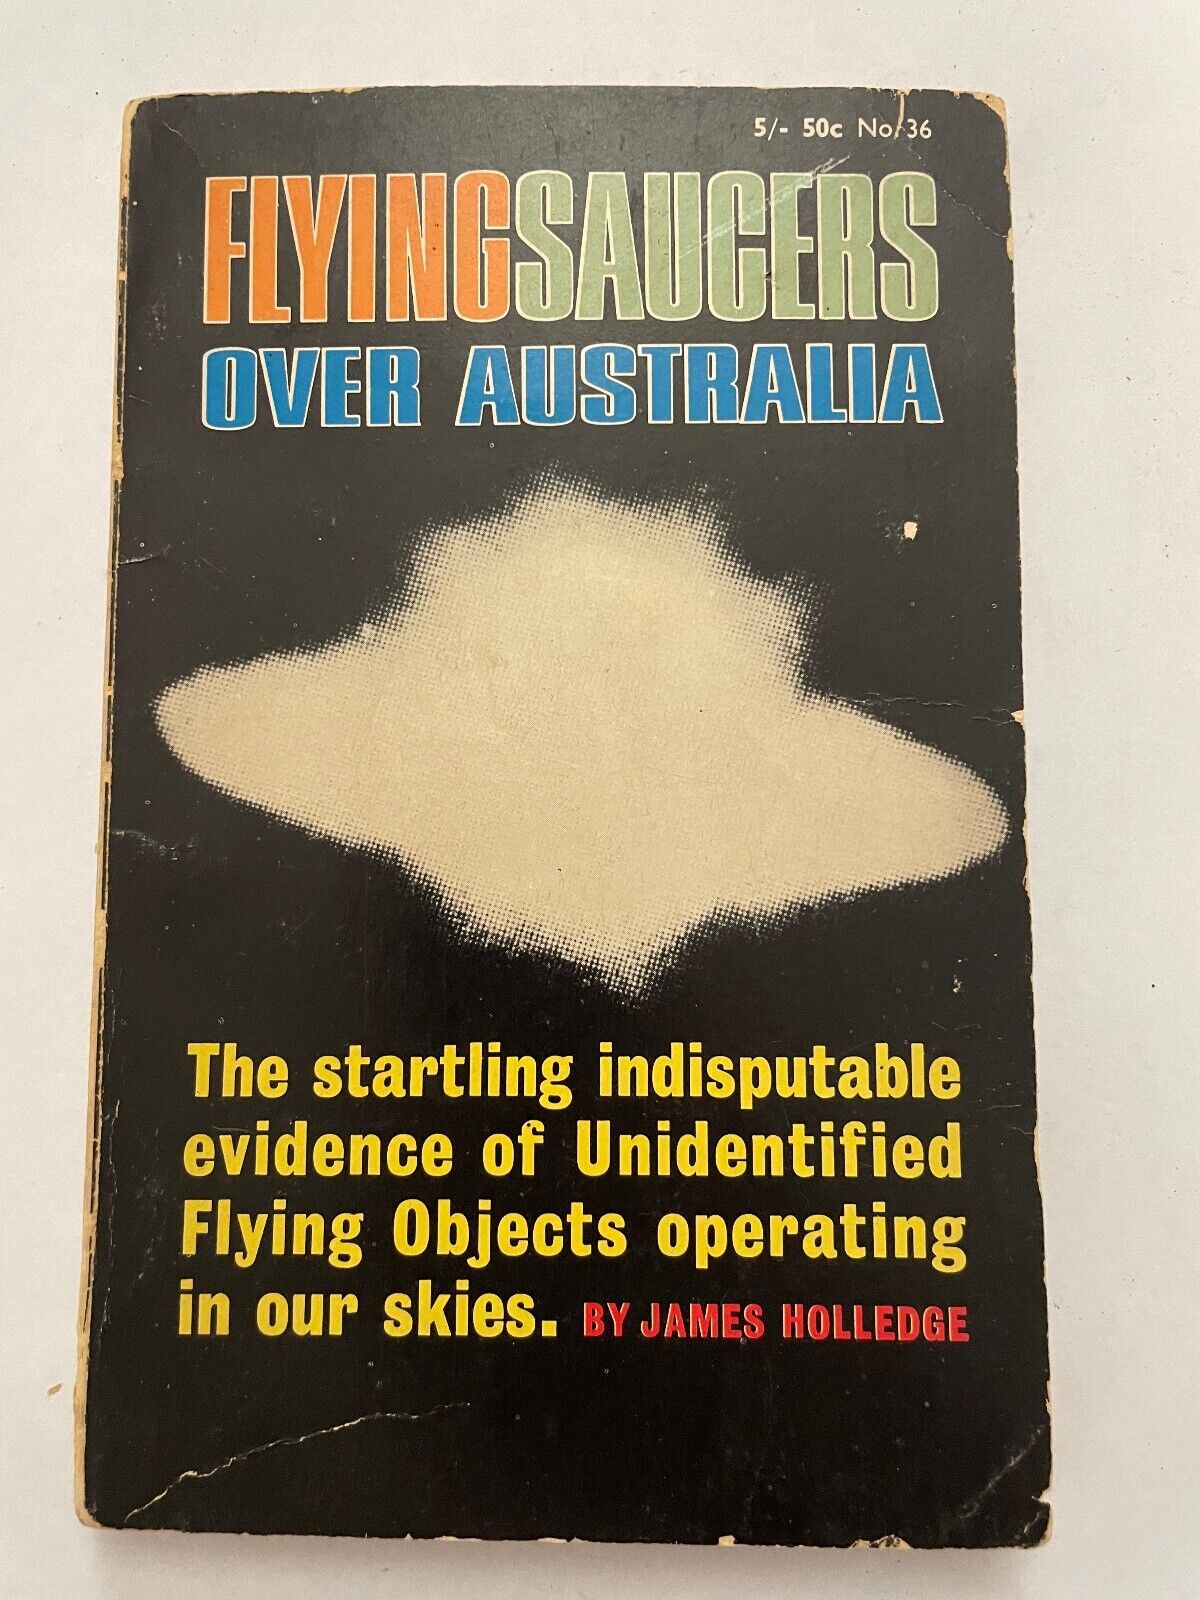 5/- 50c No. 36
FLYINGSAUCERS
OVER AUSTRALIA
The startling indisputable
evidence of Unidentified
Flying Objects operating
in our skies. BY JAMES HOLLEDGE